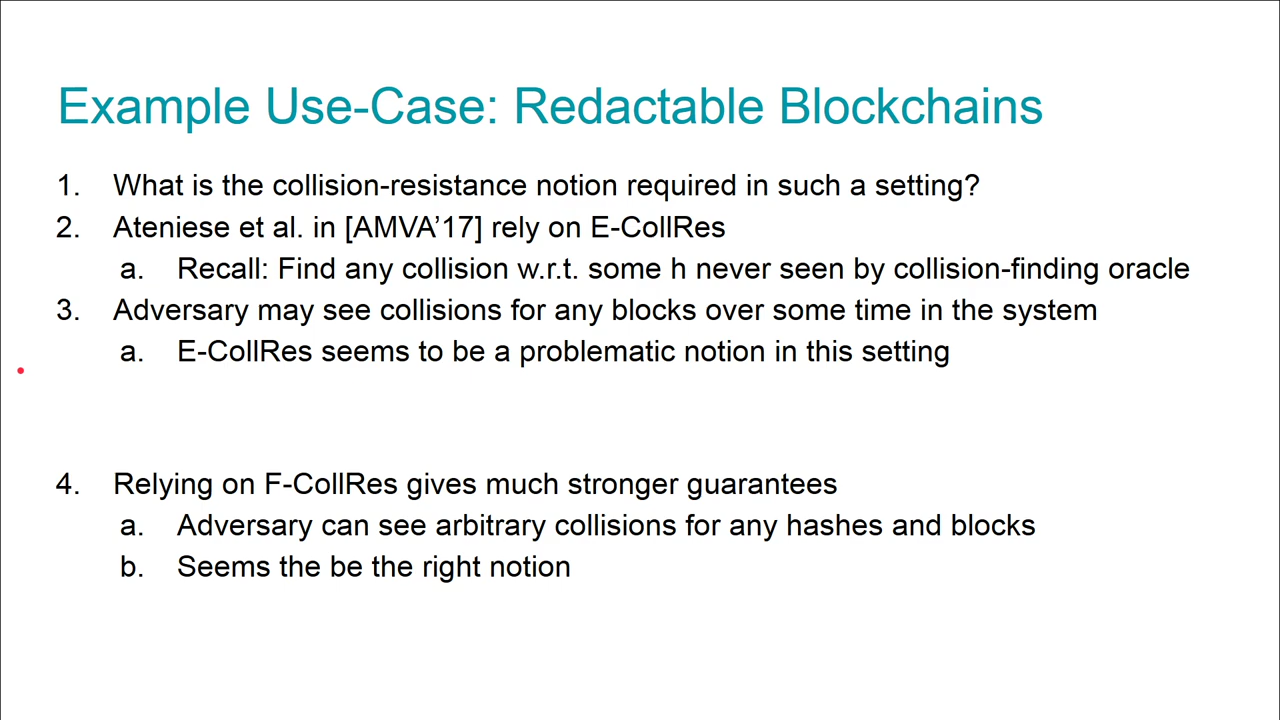 Example Use-Case: Redactable Blockchains
1. What is the collision-resistance notion required in such a setting?
2. Ateniese et al. in [AMVA’17] rely on E-CollRes
a. Recall: Find any collision w.r.t. some h never seen by collision-finding oracle
3. Adversary may see collisions for any blocks over some time in the system
a. E-CollRes seems to be a problematic notion in this setting
4. Relying on F-CollRes gives much stronger guarantees
a. Adversary can see arbitrary collisions for any hashes and blocks
b. Seems the be the right notion